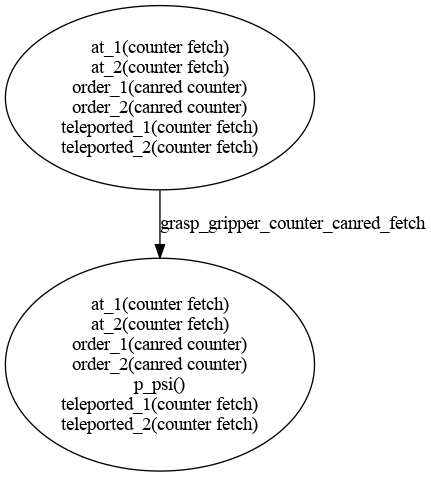 at_1(counter fetch)
at_2(counter fetch)
order_1(canred counter)
order_2(canred counter)
teleported_1(counter fetch)
teleported_2(counter fetch)
grasp_gripper_counter_canred_fetch
at_1(counter fetch)
at_2(counter fetch)
order_1(canred counter)
order_2(canred counter)
p_psi()
teleported_1(counter fetch)
teleported_2(counter fetch)